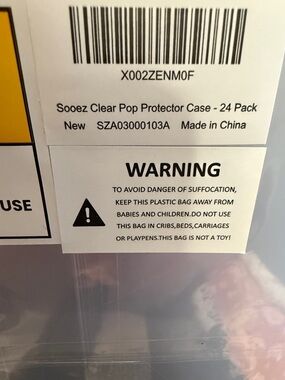 X002ZENM0F
Sooez Clear Pop Protector Case - 24 Pack
New SZA03000103A Made in China
WARNING
TO AVOID DANGER OF SUFFOCATION,
KEEP THIS PLASTIC BAG AWAY FROM
BABIES AND CHILDREN.DO NOT USE
THIS BAG IN CRIBS,BEDS,CARRIAGES
OR PLAYPENS.THIS BAG IS NOT A TOY!
USE